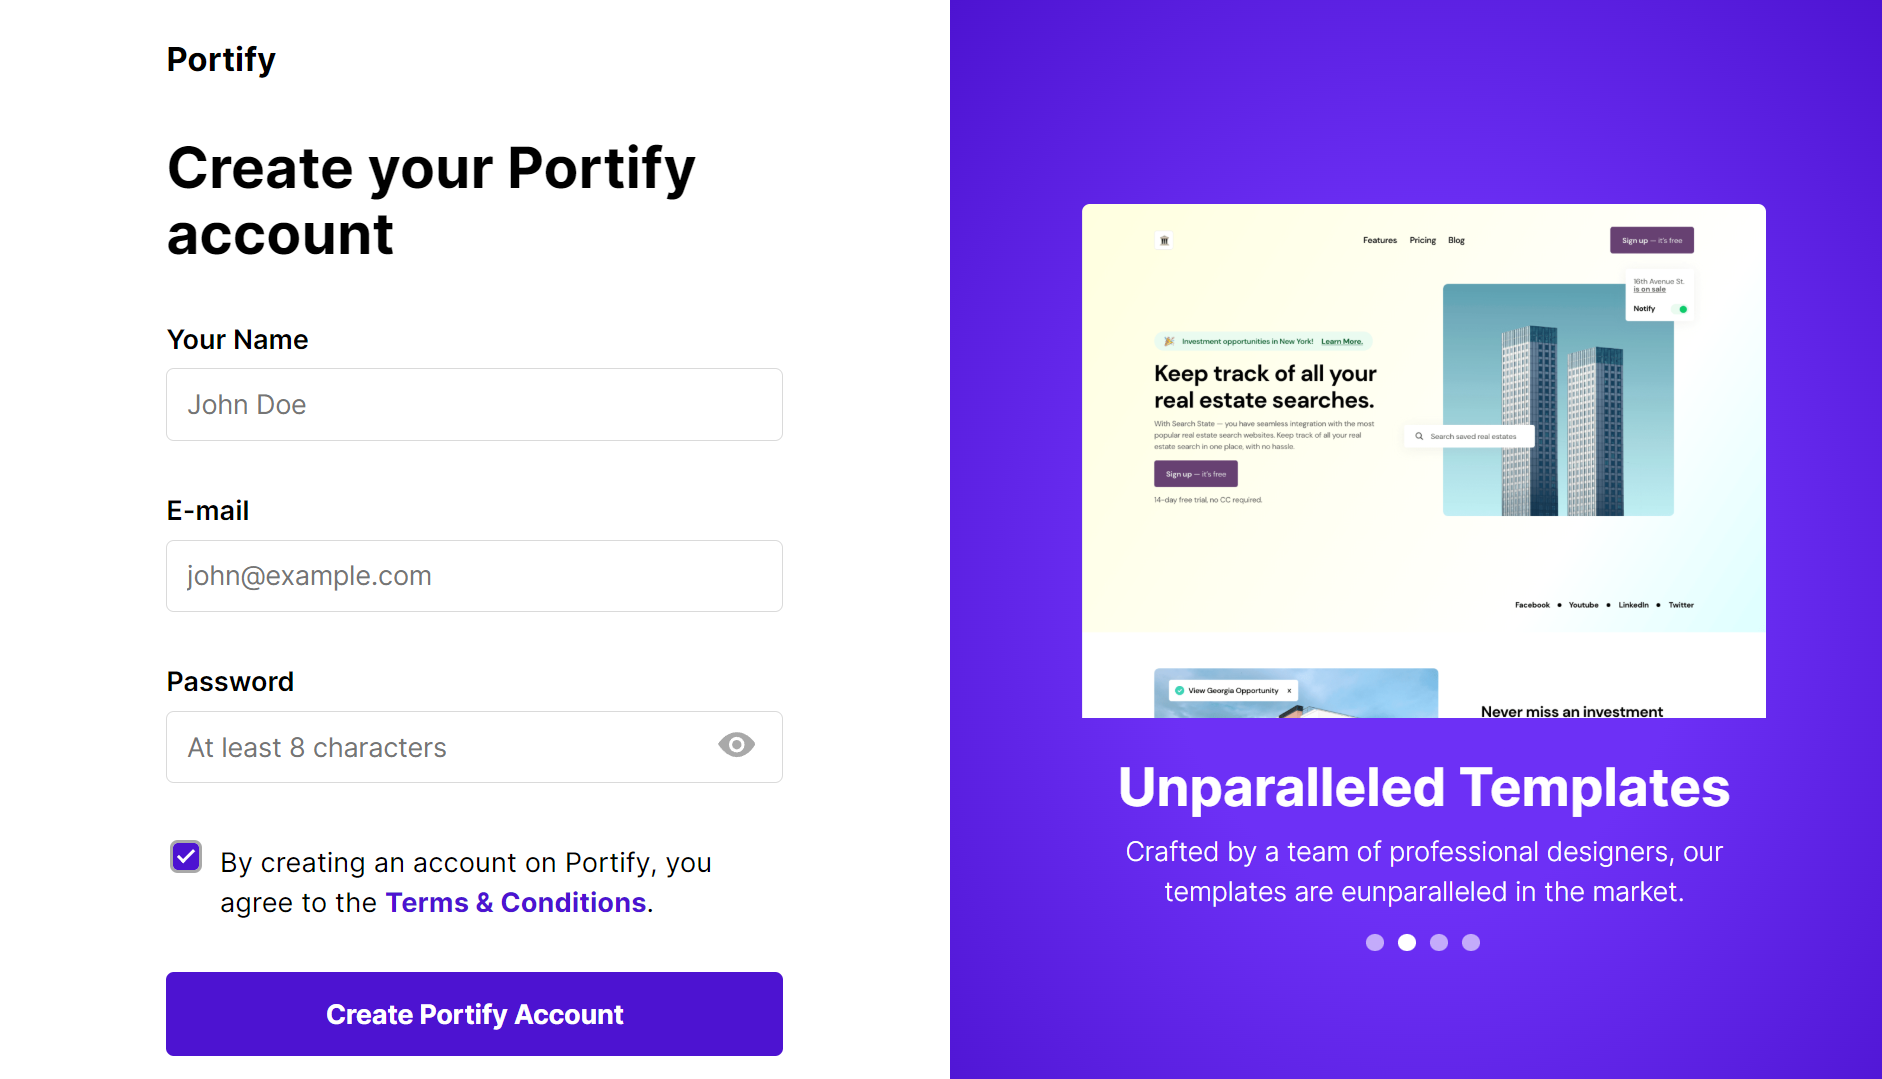 Portify
Create your Portify
account
Your Name
John Doe
E-mail
john@example.com
Password
At least 8 characters
By creating an account on Portify, you
agree to the Terms & Conditions.
Create Portify Account
Features Pricing Blog
Sign up — it's free
16th Avenue St.
is on sale
Notify
Investment opportunities in New York! Learn More.
Keep track of all your
real estate searches.
With Search State — you have seamless integration with the most
popular real estate search websites. Keep track of all your real
estate search in one place, with no hassle.
Search saved real estates
Sign up — it's free
14-day free trial, no CC required.
Facebook Youtube LinkedIn Twitter
View Georgia Opportunity x
Never miss an investment
Unparalleled Templates
Crafted by a team of professional designers, our
templates are eunparalleled in the market.